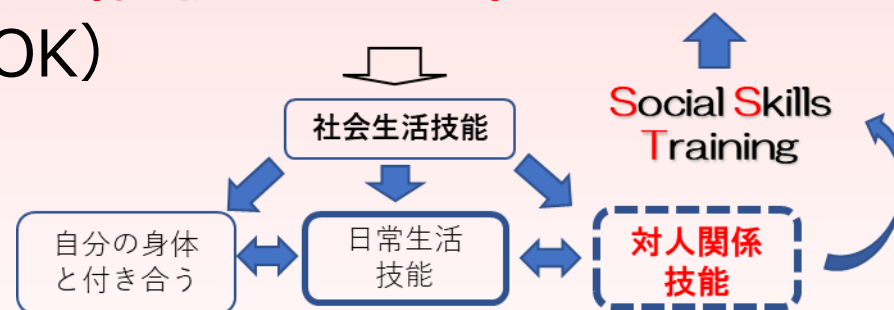 OK）
社会生活技能
Social Skills
Training
自分の身体
と付き合う
日常生活
技能
対人関係
技能